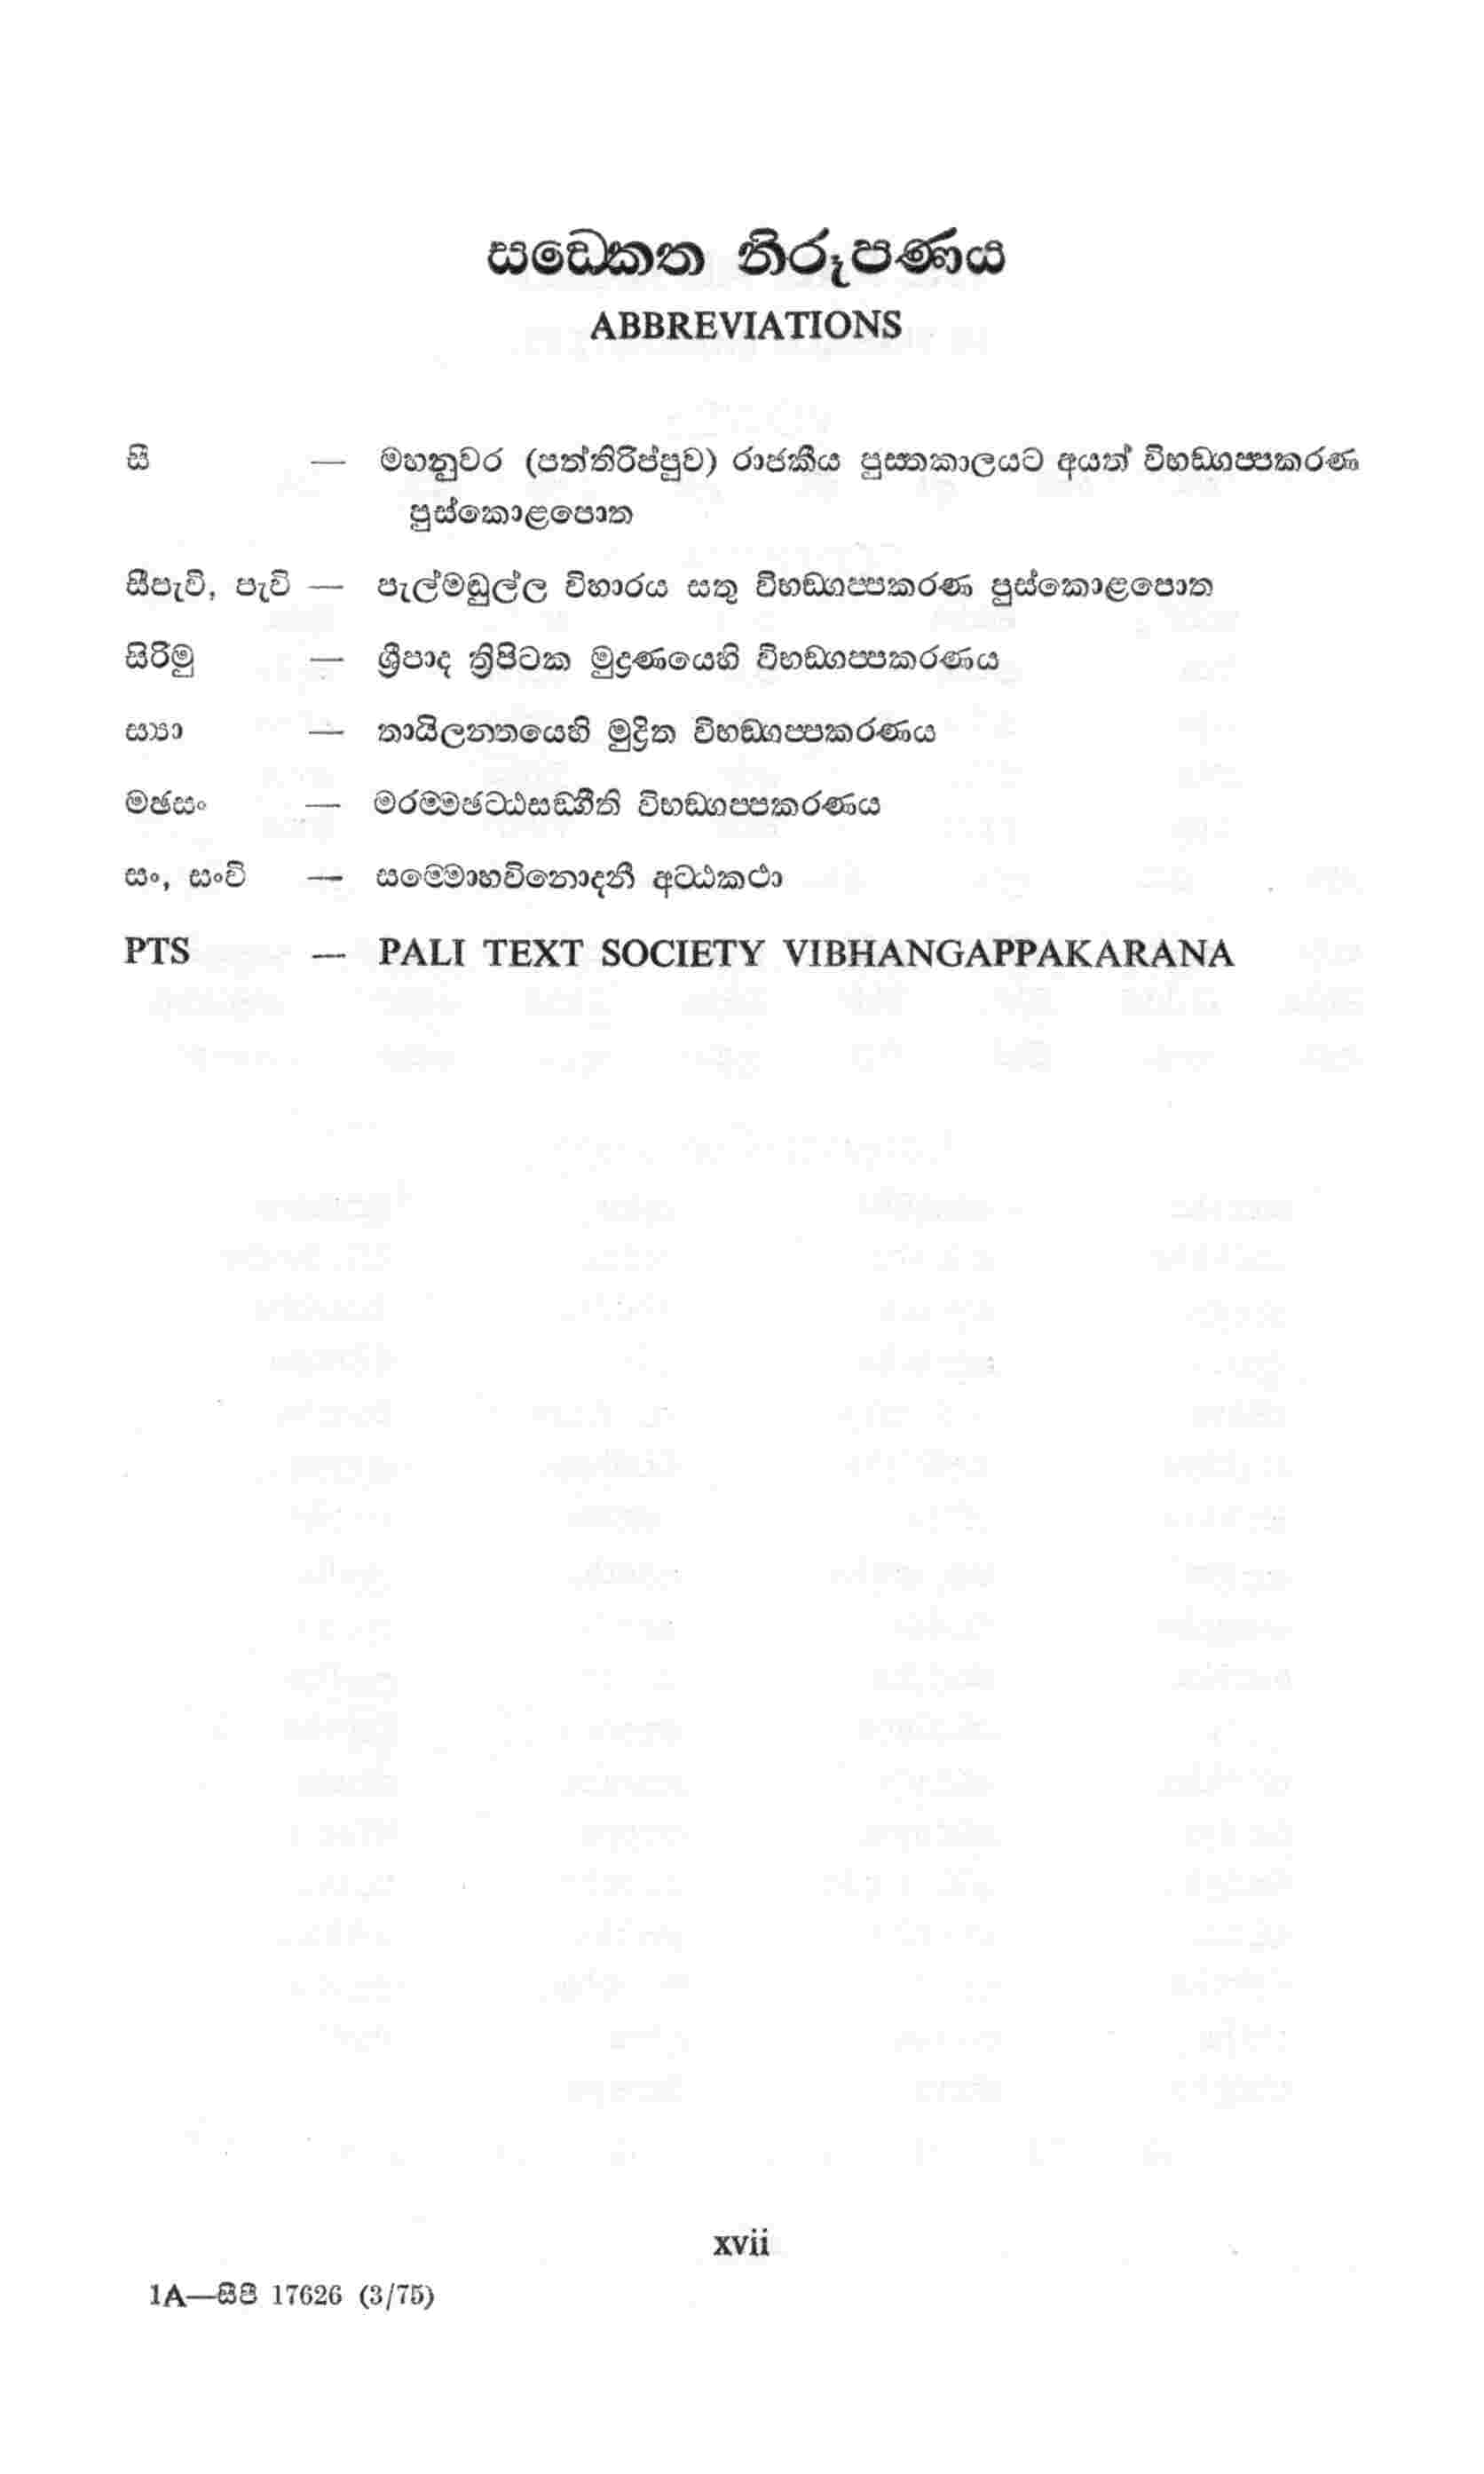 සඞ්කෙත නිරූපණය
ABBREVIATIONS
සී — මහනුවර (පත්තිරිප්පුව) රාජකීය පුස්තකාලයට අයත් විභඞ්ගප්පකරණ
පුස්කොළපොත
සීපැවි, පැවි — පැල්මඩුල්ල විහාරය සතු විභඞ්ගප්පකරණ පුස්කොළපොත
සිරිමු — ශ්‍රීපාද ත්‍රිපිටක මුද්‍රණයෙහි විභඞ්ගප්පකරණය
ස්‍යා — තායිලන්තයෙහි මුද්‍රිත විභඞ්ගප්පකරණය
මඡසං — මරම්මඡට්ඨසඞ්ගීති විභඞ්ගප්පකරණය
සං, සංවි — සම්මොහවිනොදනී අට්ඨකථා
PTS — PALI TEXT SOCIETY VIBHANGAPPAKARANA
xvii
1A—සීපී 17626 (3/75)